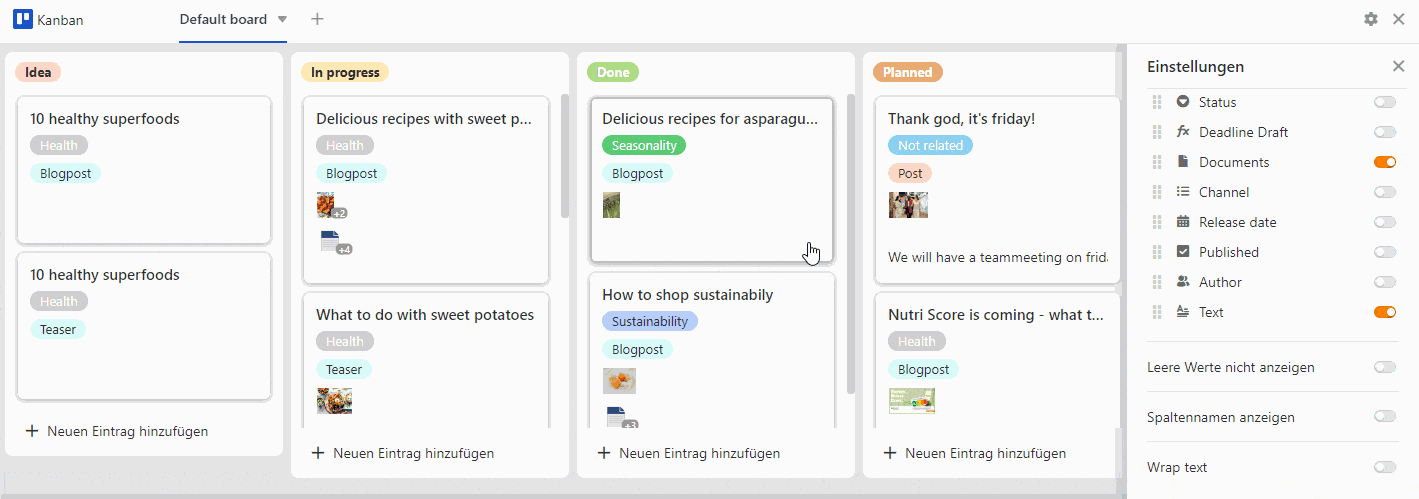 Kanban
Default board
Idea
10 healthy superfoods
Health
Blogpost
10 healthy superfoods
Health
Teaser
Neuen Eintrag hinzufügen
In progress
Delicious recipes with sweet p...
Health
Blogpost
+2
+4
What to do with sweet potatoes
Health
Teaser
Neuen Eintrag hinzufügen
Done
Delicious recipes for asparagu...
Seasonality
Blogpost
How to shop sustainabily
Sustainability
Blogpost
+3
Neuen Eintrag hinzufügen
Planned
Thank god, it's friday!
Not related
Post
We will have a teammeeting on frid
Nutri Score is coming - what t...
Health
Blogpost
Neuen Eintrag hinzufügen
Einstellungen
Status
Deadline Draft
Documents
Channel
Release date
Published
Author
Text
Leere Werte nicht anzeigen
Spaltennamen anzeigen
Wrap text